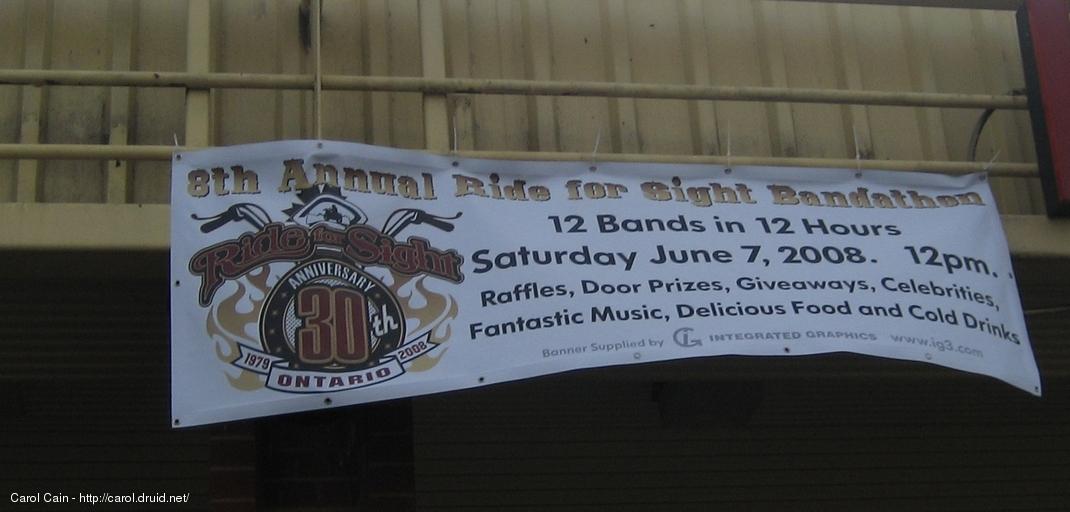 8th Annual Ride for Sight Bandathon
12 Bands in 12 Hours
Saturday June 7, 2008. 12pm. .
Raffles, Door Prizes, Giveaways, Celebrities,
Fantastic Music, Delicious Food and Cold Drinks
Banner Supplied by iG INTEGRATED GRAPHICS www.ig3.com
Ride for Sight
ANNIVERSARY
30th
1979 2008
ONTARIO
Carol Cain - http://carol.druid.net/